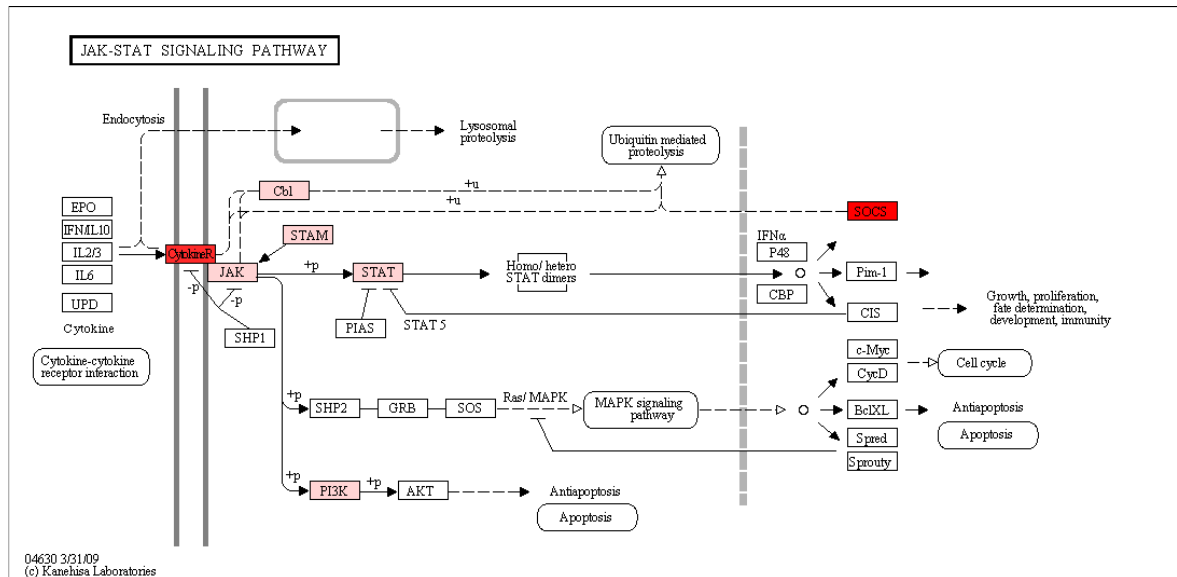 JAK-STAT SIGNALING PATHWAY
Endocytosis
Lysosomal
proteolysis
Ubiquitin mediated
proteolysis
Cbl
+u
+u
EPO
IFN/IL10
IL2/3
IL6
UPD
Cytokine
Cytokine-cytokine
receptor interaction
CytokineR
STAM
JAK
+p
STAT
Homo/ hetero
STAT dimers
-p
-p
SHP1
PIAS
STAT 5
SOCS
IFNα
P48
CBP
Pim-1
CIS
Growth, proliferation,
fate determination,
development, immunity
c-Myc
CycD
Cell cycle
+p
SHP2
GRB
SOS
Ras/ MAPK
MAPK signaling
pathway
BclXL
Antiapoptosis
Apoptosis
Spred
Sprouty
+p
PI3K
+p
AKT
Antiapoptosis
Apoptosis
04630 3/31/09
(c) Kanehisa Laboratories